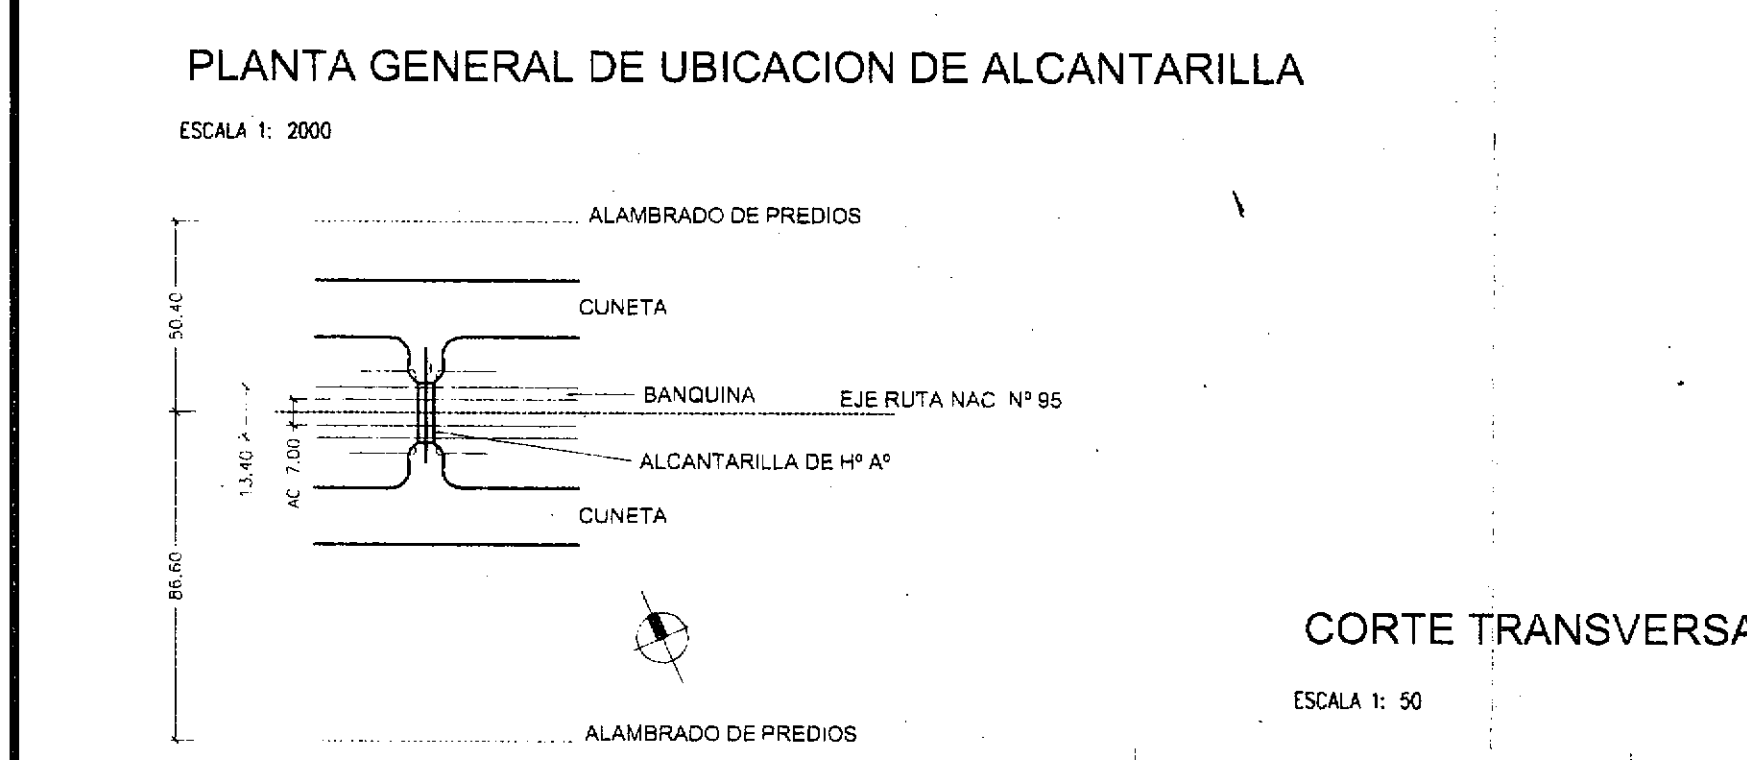 PLANTA GENERAL DE UBICACION DE ALCANTARILLA
ESCALA 1: 2000
ALAMBRADO DE PREDIOS
50.40
CUNETA
BANQUINA
EJE RUTA NAC Nº 95
13.40
AC 7.00
ALCANTARILLA DE Hº Aº
CUNETA
86.60
CORTE TRANSVERSA
ESCALA 1: 50
ALAMBRADO DE PREDIOS